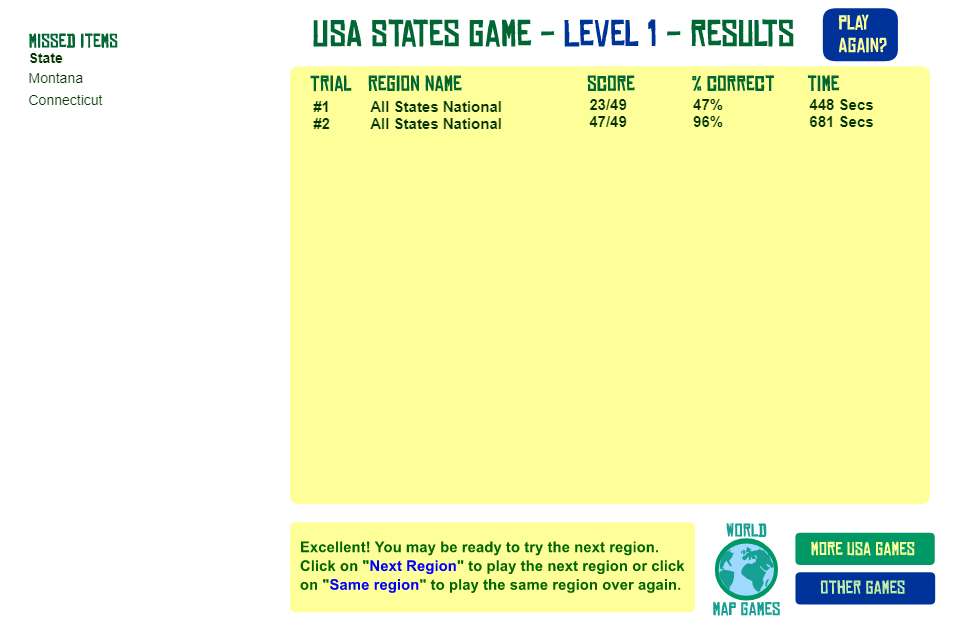 USA STATES GAME - LEVEL 1 - RESULTS
PLAY
AGAIN?
MISSED ITEMS
State
Montana
Connecticut
TRIAL REGION NAME SCORE % CORRECT TIME
#1 All States National 23/49 47% 448 Secs
#2 All States National 47/49 96% 681 Secs
Excellent! You may be ready to try the next region.
Click on "Next Region" to play the next region or click
on "Same region" to play the same region over again.
WORLD
MAP GAMES
MORE USA GAMES
OTHER GAMES